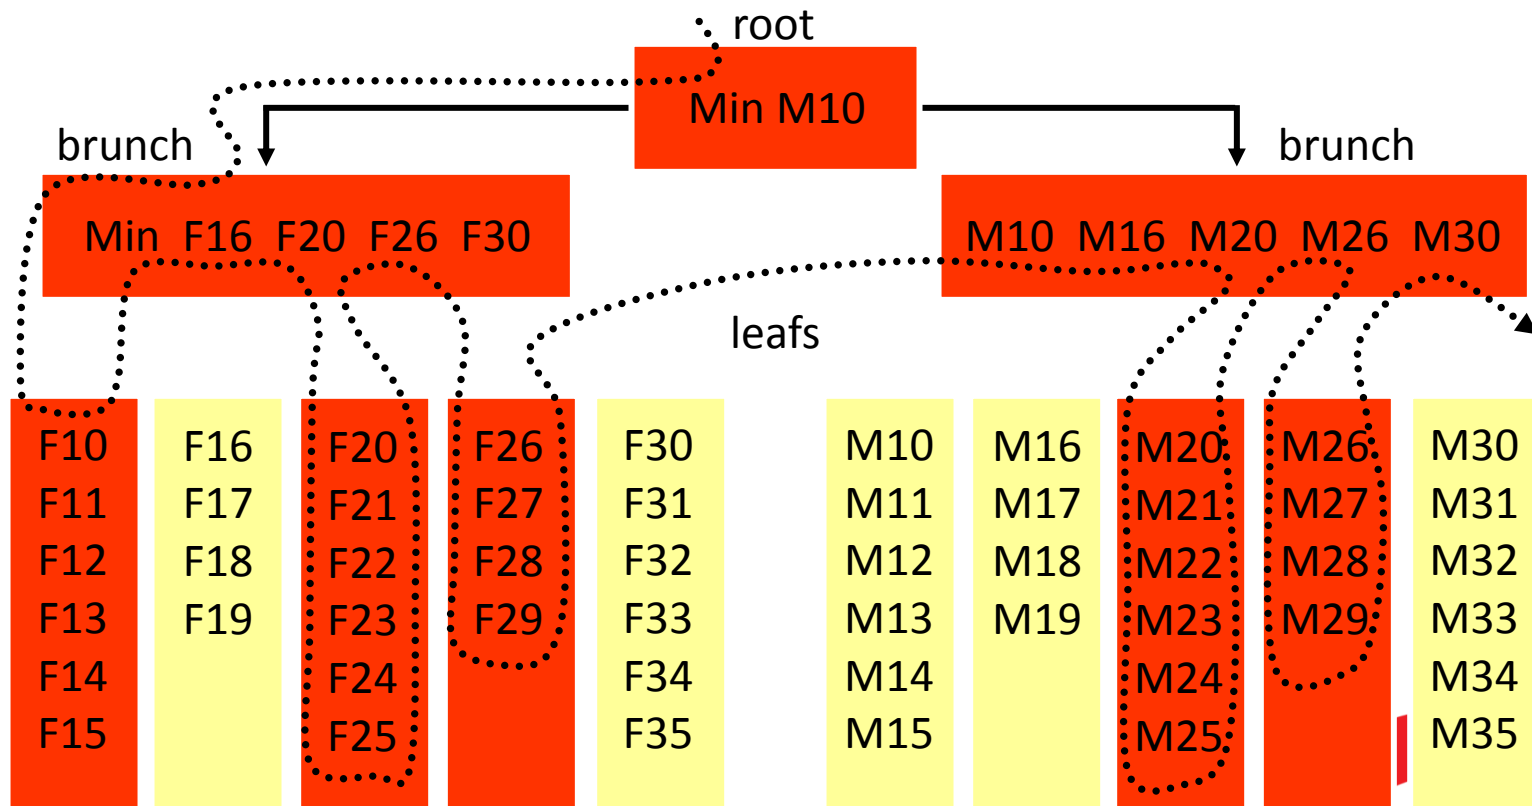 root
Min M10
brunch
brunch
Min F16 F20 F26 F30
M10 M16 M20 M26 M30
leafs
F10 F16 F20 F26 F30 M10 M16 M20 M26 M30
F11 F17 F21 F27 F31 M11 M17 M21 M27 M31
F12 F18 F22 F28 F32 M12 M18 M22 M28 M32
F13 F19 F23 F29 F33 M13 M19 M23 M29 M33
F14 F24 F34 M14 M24 M34
F15 F25 F35 M15 M25 M35